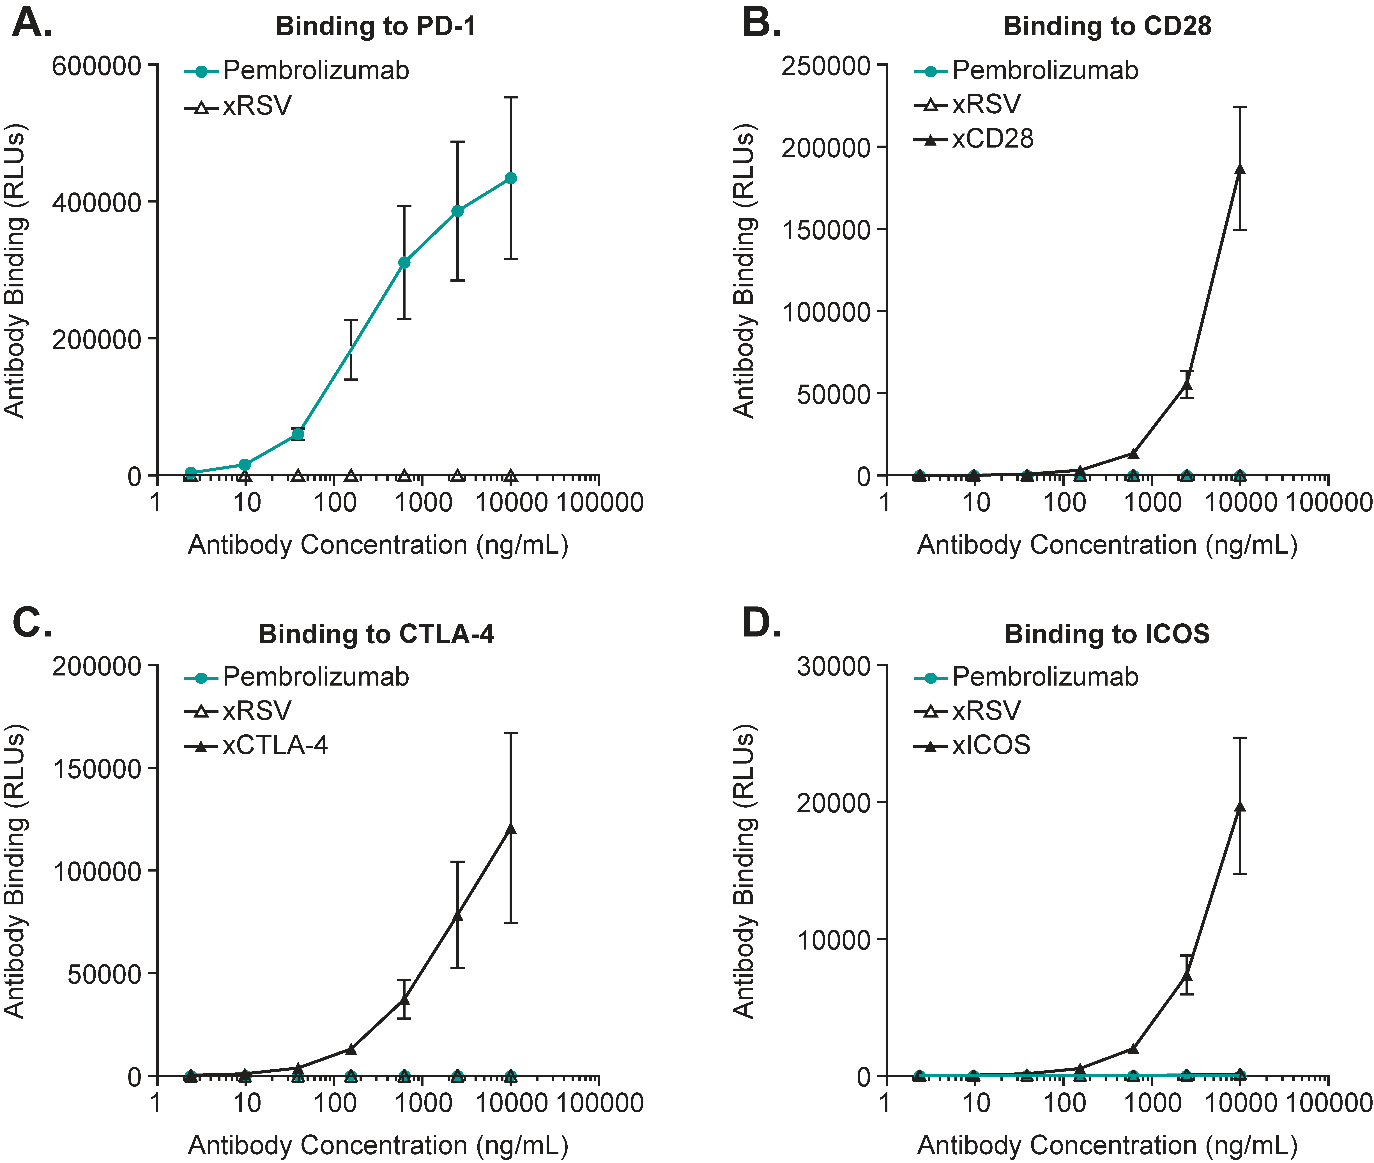 A.
Binding to PD-1
600000
400000
200000
0
Pembrolizumab
xRSV
Antibody Binding (RLUs)
1 10 100 1000 10000 100000
Antibody Concentration (ng/mL)
B.
Binding to CD28
250000
200000
150000
100000
50000
0
Pembrolizumab
xRSV
xCD28
Antibody Binding (RLUs)
1 10 100 1000 10000 100000
Antibody Concentration (ng/mL)
C.
Binding to CTLA-4
200000
150000
100000
50000
0
Pembrolizumab
xRSV
xCTLA-4
Antibody Binding (RLUs)
1 10 100 1000 10000 100000
Antibody Concentration (ng/mL)
D.
Binding to ICOS
30000
20000
10000
0
Pembrolizumab
xRSV
xICOS
Antibody Binding (RLUs)
1 10 100 1000 10000 100000
Antibody Concentration (ng/mL)